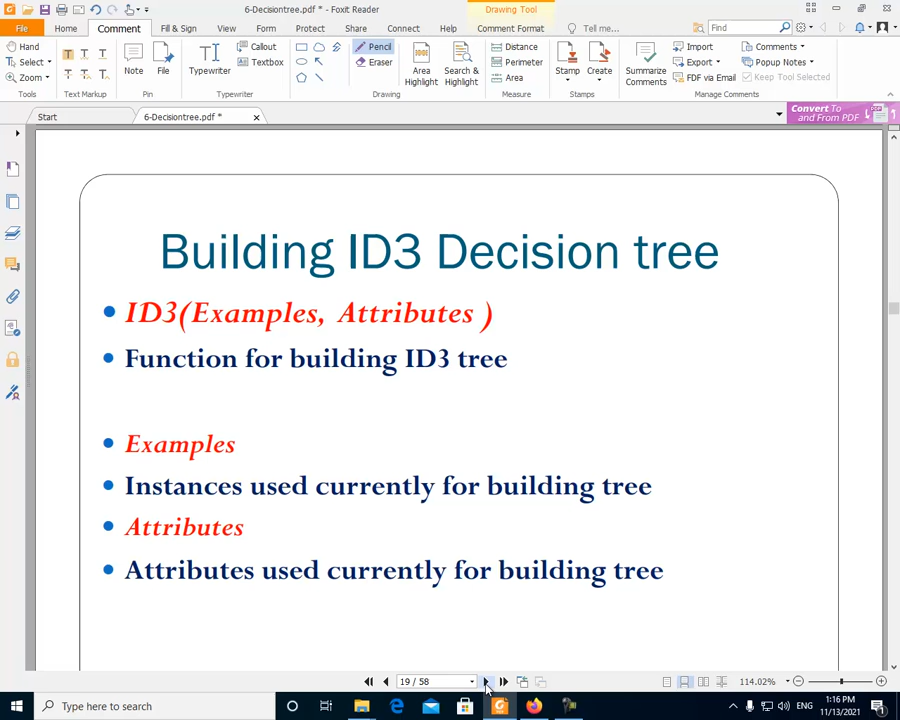 6-Decisiontree.pdf * - Foxit Reader
Drawing Tool
File
Home
Comment
Fill & Sign
View
Form
Protect
Share
Connect
Help
Comment Format
Tell me...
Find
Hand
Select
Zoom
Tools
T T T
T T T
Text Markup
Note
File
Pin
Typewriter
Callout
Textbox
Typewriter
Pencil
Eraser
Drawing
Area
Highlight
Search &
Highlight
Distance
Perimeter
Area
Measure
Stamp
Create
Stamps
Summarize
Comments
Import
Export
FDF via Email
Comments
Popup Notes
Keep Tool Selected
Manage Comments
Start
6-Decisiontree.pdf *
Convert To
and From PDF
Building ID3 Decision tree
ID3(Examples, Attributes )
Function for building ID3 tree
Examples
Instances used currently for building tree
Attributes
Attributes used currently for building tree
19 / 58
114.02%
Type here to search
ENG
1:16 PM
11/13/2021
1